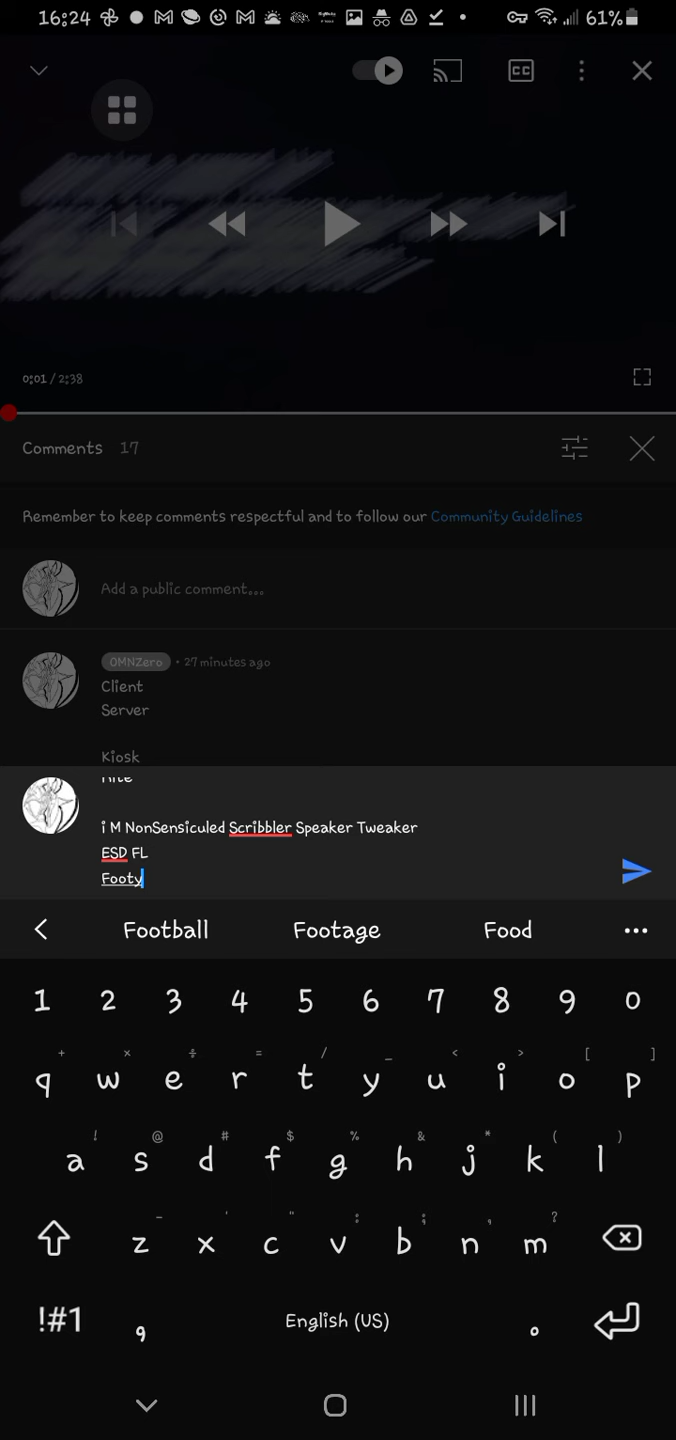 16:24
61%
CC
0:01 / 2:38
Comments 17
Remember to keep comments respectful and to follow our Community Guidelines
Add a public comment...
OMNZero • 27 minutes ago
Client
Server
Kiosk
i M NonSensiculed Scribbler Speaker Tweaker
ESD FL
Footy
Football Footage Food
1 2 3 4 5 6 7 8 9 0
+ × ÷ = / _ < > [ ]
q w e r t y u i o p
! @ # $ % & * ( )
a s d f g h j k l
- ' " : ; , ?
z x c v b n m
!#1 , English (US) .